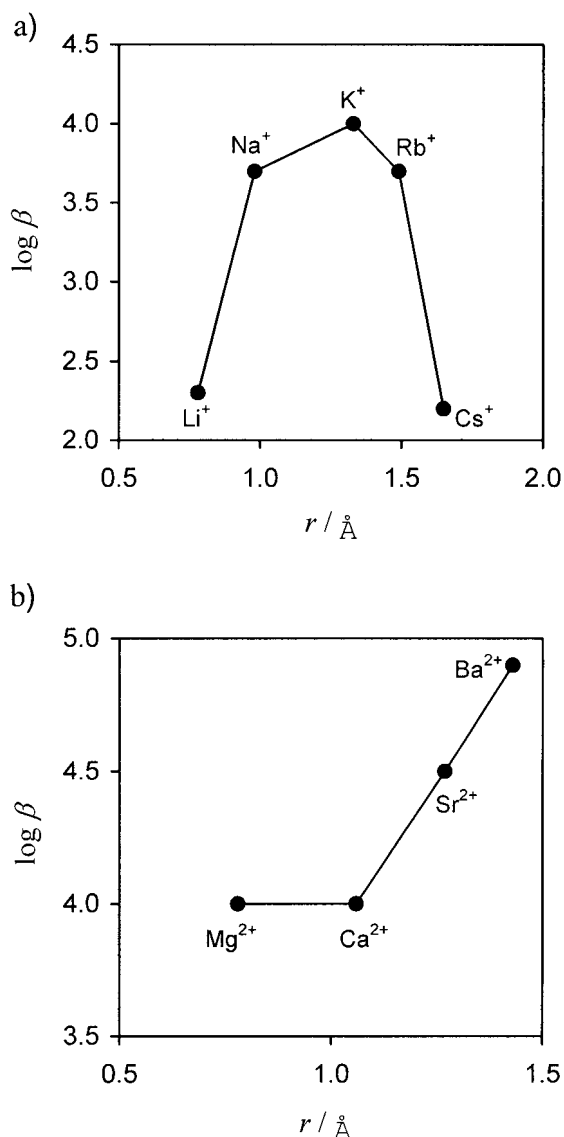 a)
4.5
4.0
3.5
3.0
2.5
2.0
log β
K⁺
Na⁺
Rb⁺
Li⁺
Cs⁺
0.5 1.0 1.5 2.0
r / Å
b)
5.0
4.5
4.0
3.5
log β
Ba²⁺
Sr²⁺
Mg²⁺ Ca²⁺
0.5 1.0 1.5
r / Å